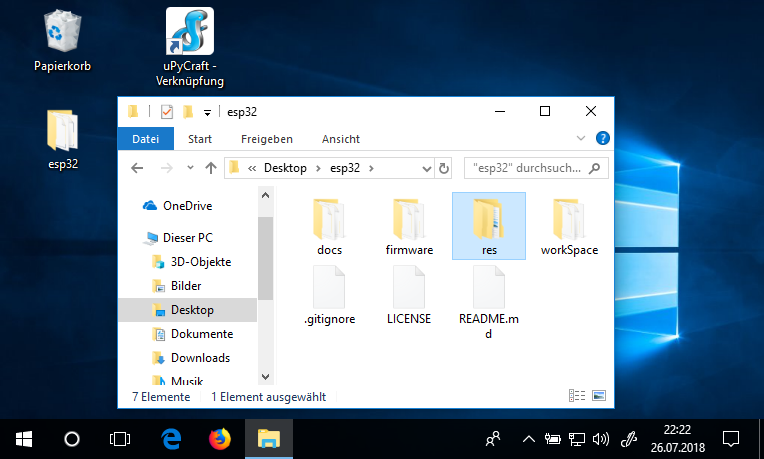 Papierkorb
uPyCraft -
Verknüpfung
esp32
esp32
Datei Start Freigeben Ansicht
Desktop esp32 "esp32" durchsuch...
OneDrive
Dieser PC
3D-Objekte
Bilder
Desktop
Dokumente
Downloads
Musik
docs firmware res workSpace
.gitignore LICENSE README.m
d
7 Elemente 1 Element ausgewählt
22:22
26.07.2018